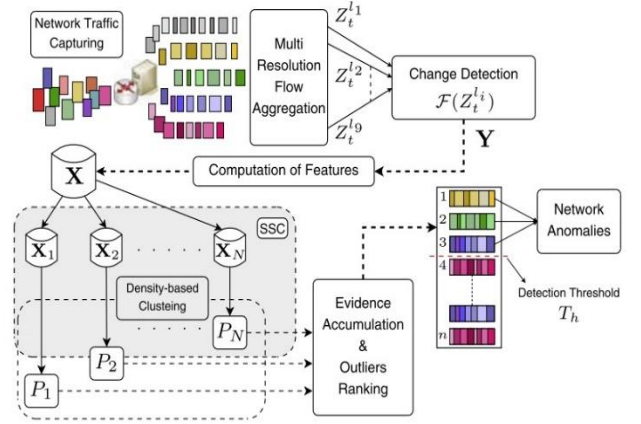 Network Traffic
Capturing
Multi
Resolution
Flow
Aggregation
Z_t^{l_1}
Z_t^{l_2}
Z_t^{l_9}
Change Detection
F(Z_t^{l_i})
Y
Computation of Features
X
SSC
X_1
X_2
. . . . .
X_N
Density-based
Clusteing
. . . . .
P_N
P_2
P_1
Evidence
Accumulation
&
Outliers
Ranking
1
2
3
4
n
Network
Anomalies
Detection Threshold
T_h